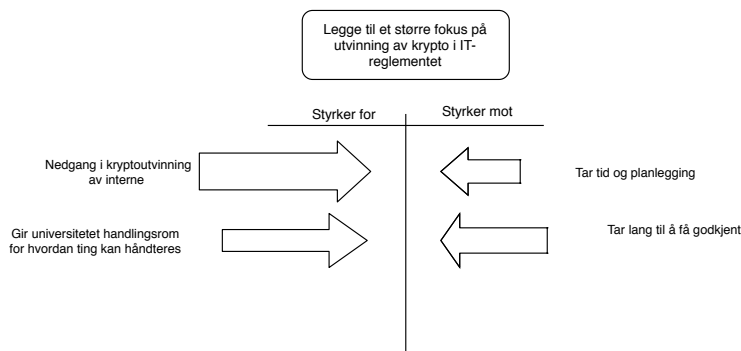 Legge til et større fokus på
utvinning av krypto i IT-
reglementet
Styrker for
Styrker mot
Nedgang i kryptoutvinning
av interne
Tar tid og planlegging
Gir universitetet handlingsrom
for hvordan ting kan håndteres
Tar lang til å få godkjent